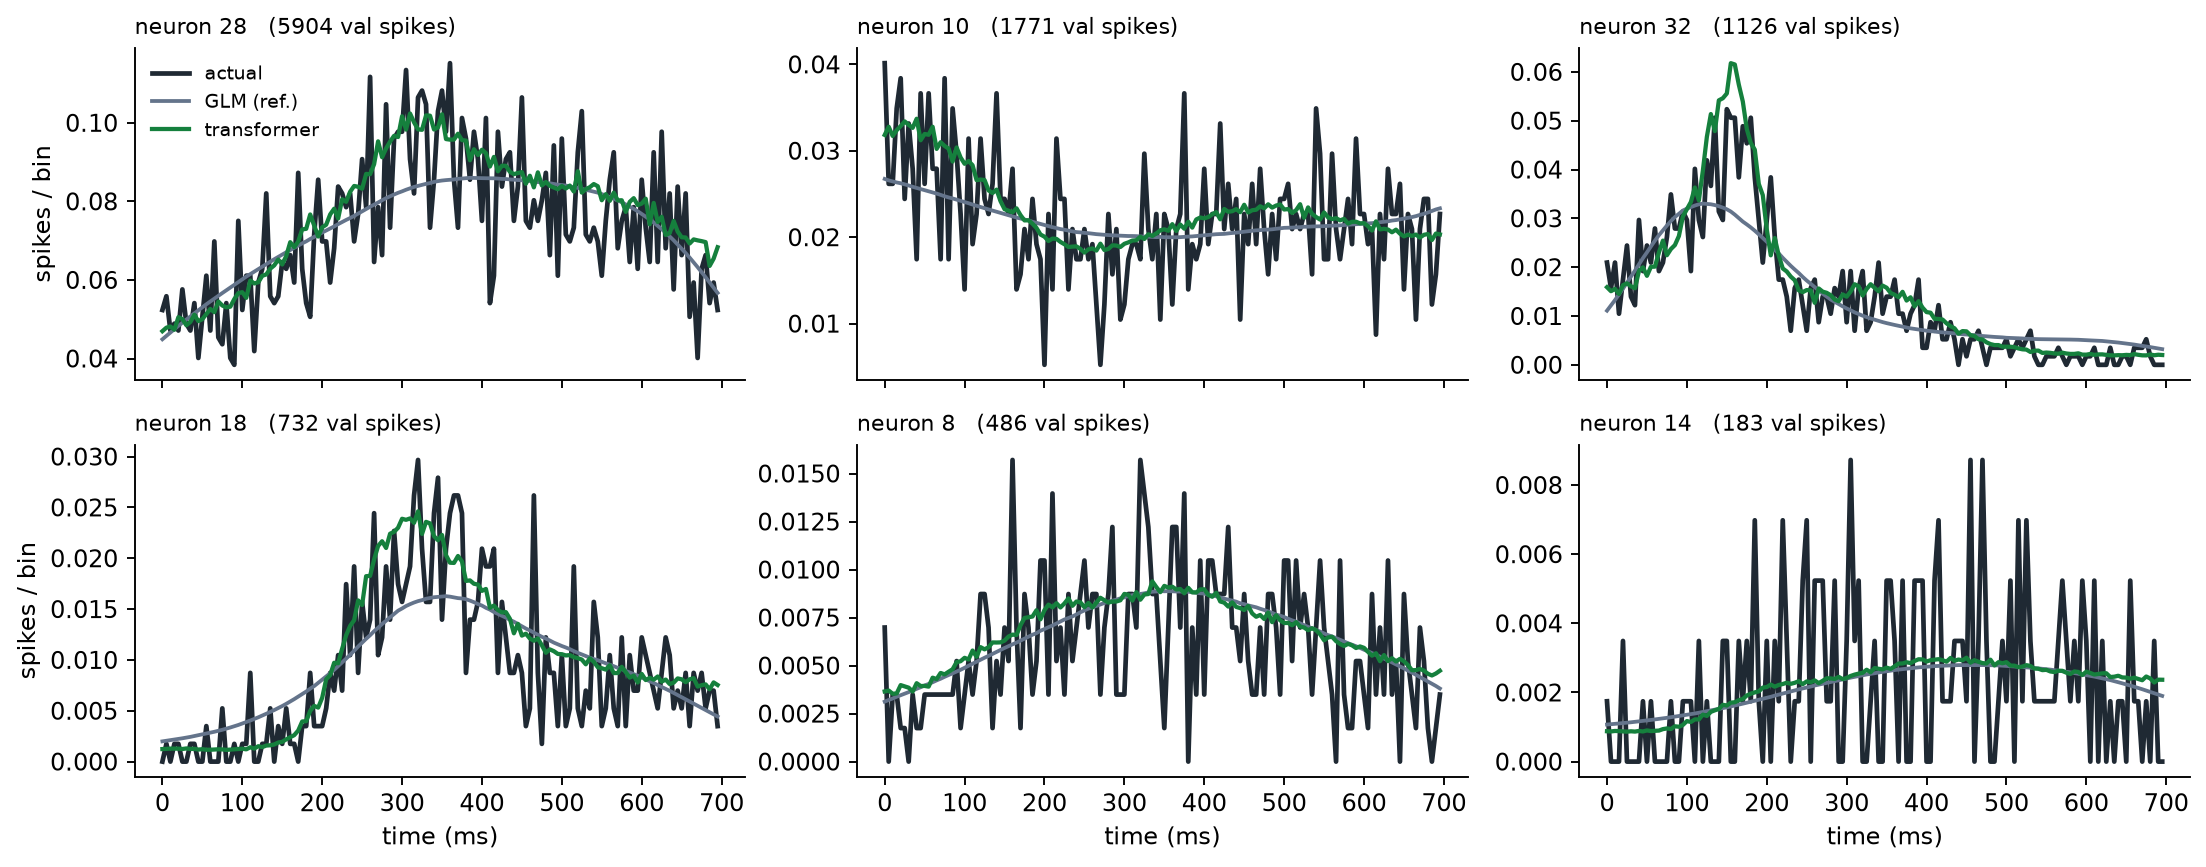 neuron 28   (5904 val spikes)
actual
GLM (ref.)
transformer
0.10
0.08
0.06
0.04
spikes / bin
neuron 10   (1771 val spikes)
0.04
0.03
0.02
0.01
neuron 32   (1126 val spikes)
0.06
0.05
0.04
0.03
0.02
0.01
0.00
neuron 18   (732 val spikes)
0.030
0.025
0.020
0.015
0.010
0.005
0.000
spikes / bin
0 100 200 300 400 500 600 700
time (ms)
neuron 8   (486 val spikes)
0.0150
0.0125
0.0100
0.0075
0.0050
0.0025
0.0000
0 100 200 300 400 500 600 700
time (ms)
neuron 14   (183 val spikes)
0.008
0.006
0.004
0.002
0.000
0 100 200 300 400 500 600 700
time (ms)